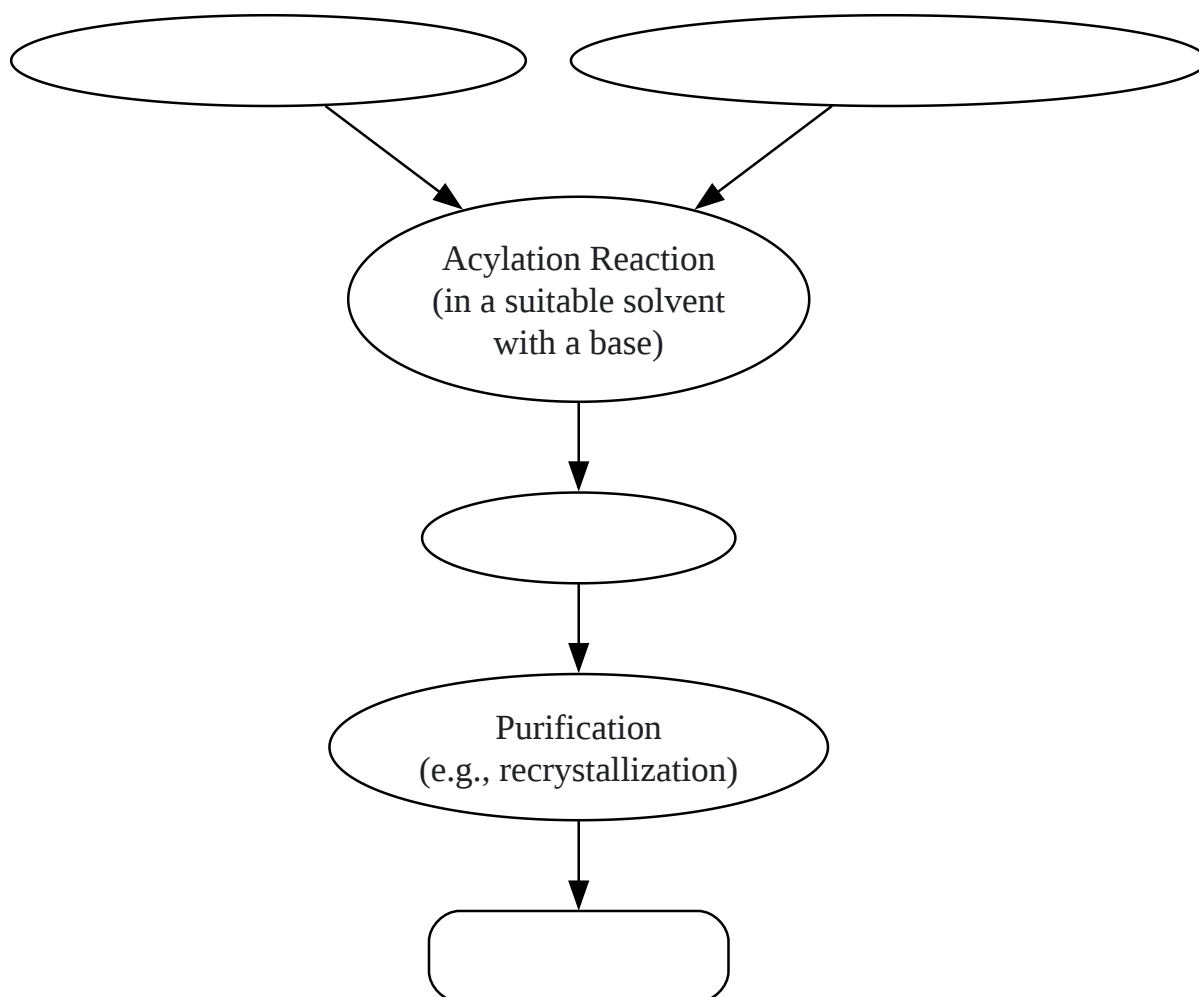 Acylation Reaction
(in a suitable solvent
with a base)
Purification
(e.g., recrystallization)